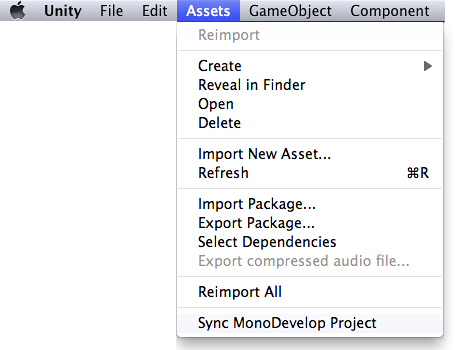 Unity File Edit Assets GameObject Component
Reimport
Create
Reveal in Finder
Open
Delete
Import New Asset...
Refresh ⌘R
Import Package...
Export Package...
Select Dependencies
Export compressed audio file...
Reimport All
Sync MonoDevelop Project